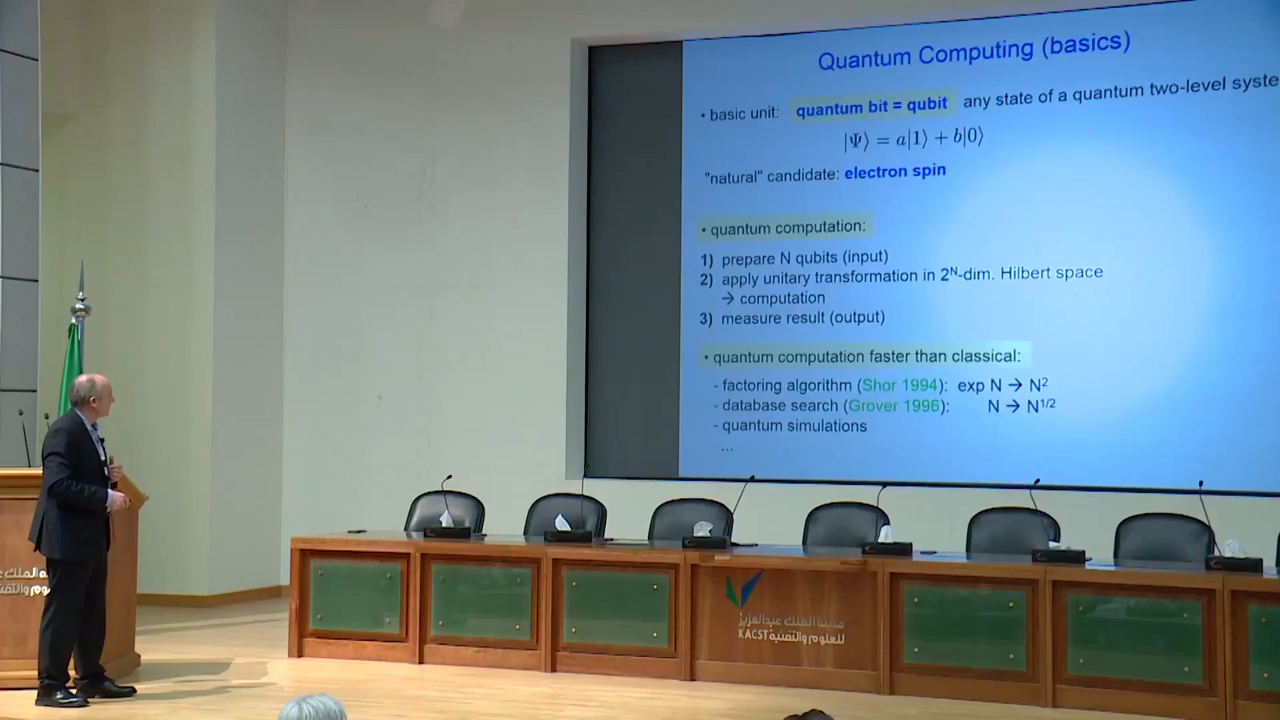 Quantum Computing (basics)
• basic unit: quantum bit = qubit any state of a quantum two-level syste
|Ψ⟩ = a|1⟩ + b|0⟩
"natural" candidate: electron spin
• quantum computation:
1) prepare N qubits (input)
2) apply unitary transformation in 2ᴺ-dim. Hilbert space
→ computation
3) measure result (output)
• quantum computation faster than classical:
- factoring algorithm (Shor 1994): exp N → N²
- database search (Grover 1996): N → N^1/2
- quantum simulations
...
مدينة الملك عبدالعزيز
للعلوم والتقنية KACST